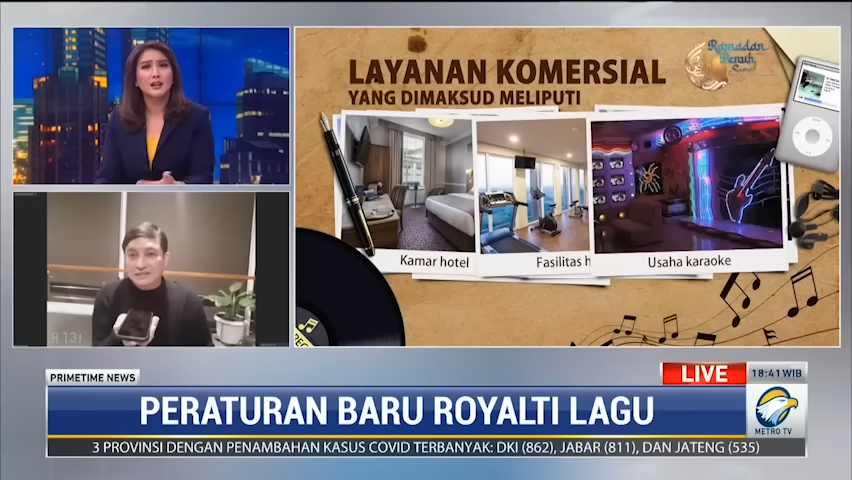 LAYANAN KOMERSIAL
YANG DIMAKSUD MELIPUTI
Ramadan
Penuh
Kamar hotel
Fasilitas h
Usaha karaoke
R 13
PRIMETIME NEWS
LIVE
18:41 WIB
PERATURAN BARU ROYALTI LAGU
METRO TV
3 PROVINSI DENGAN PENAMBAHAN KASUS COVID TERBANYAK: DKI (862), JABAR (811), DAN JATENG (535)